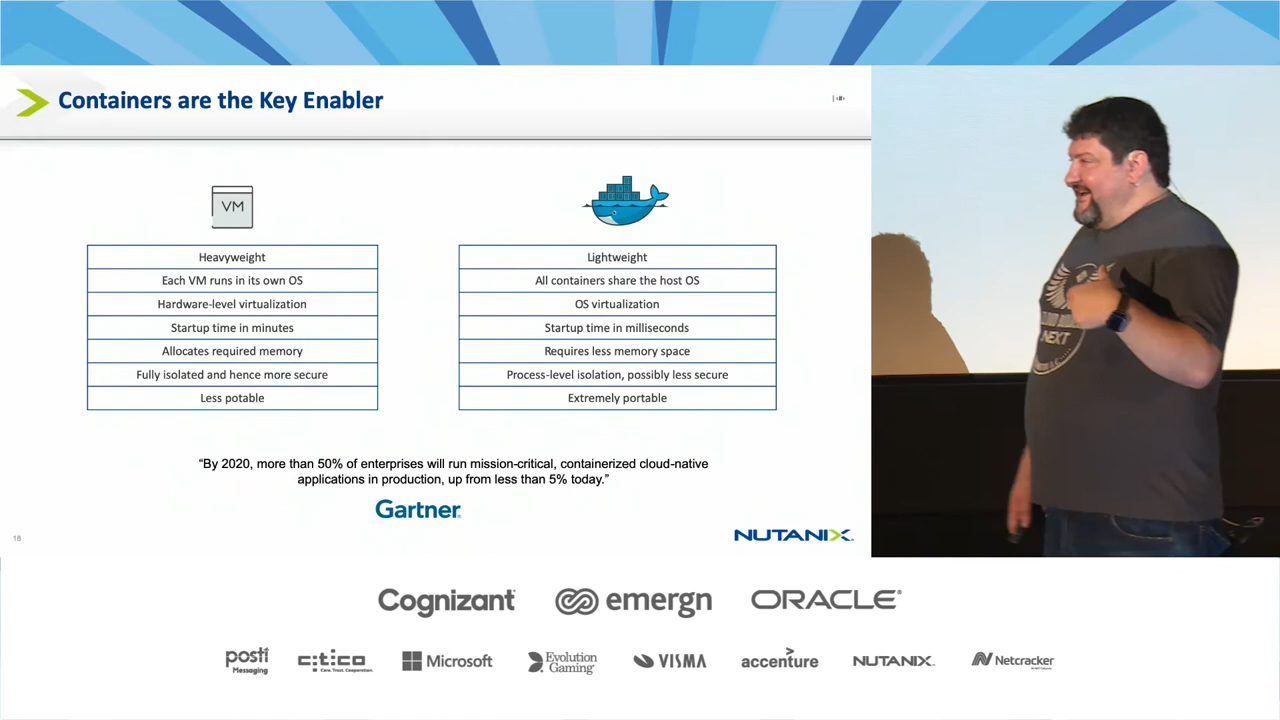 Containers are the Key Enabler
VM
Heavyweight
Each VM runs in its own OS
Hardware-level virtualization
Startup time in minutes
Allocates required memory
Fully isolated and hence more secure
Less potable
Lightweight
All containers share the host OS
OS virtualization
Startup time in milliseconds
Requires less memory space
Process-level isolation, possibly less secure
Extremely portable
“By 2020, more than 50% of enterprises will run mission-critical, containerized cloud-native
applications in production, up from less than 5% today.”
Gartner
18
NUTANIX
NEXT
Cognizant emergn ORACLE
posti Messaging
citico
Care. Trust. Cooperation.
Microsoft
Evolution Gaming
VISMA
accenture
NUTANIX
Netcracker